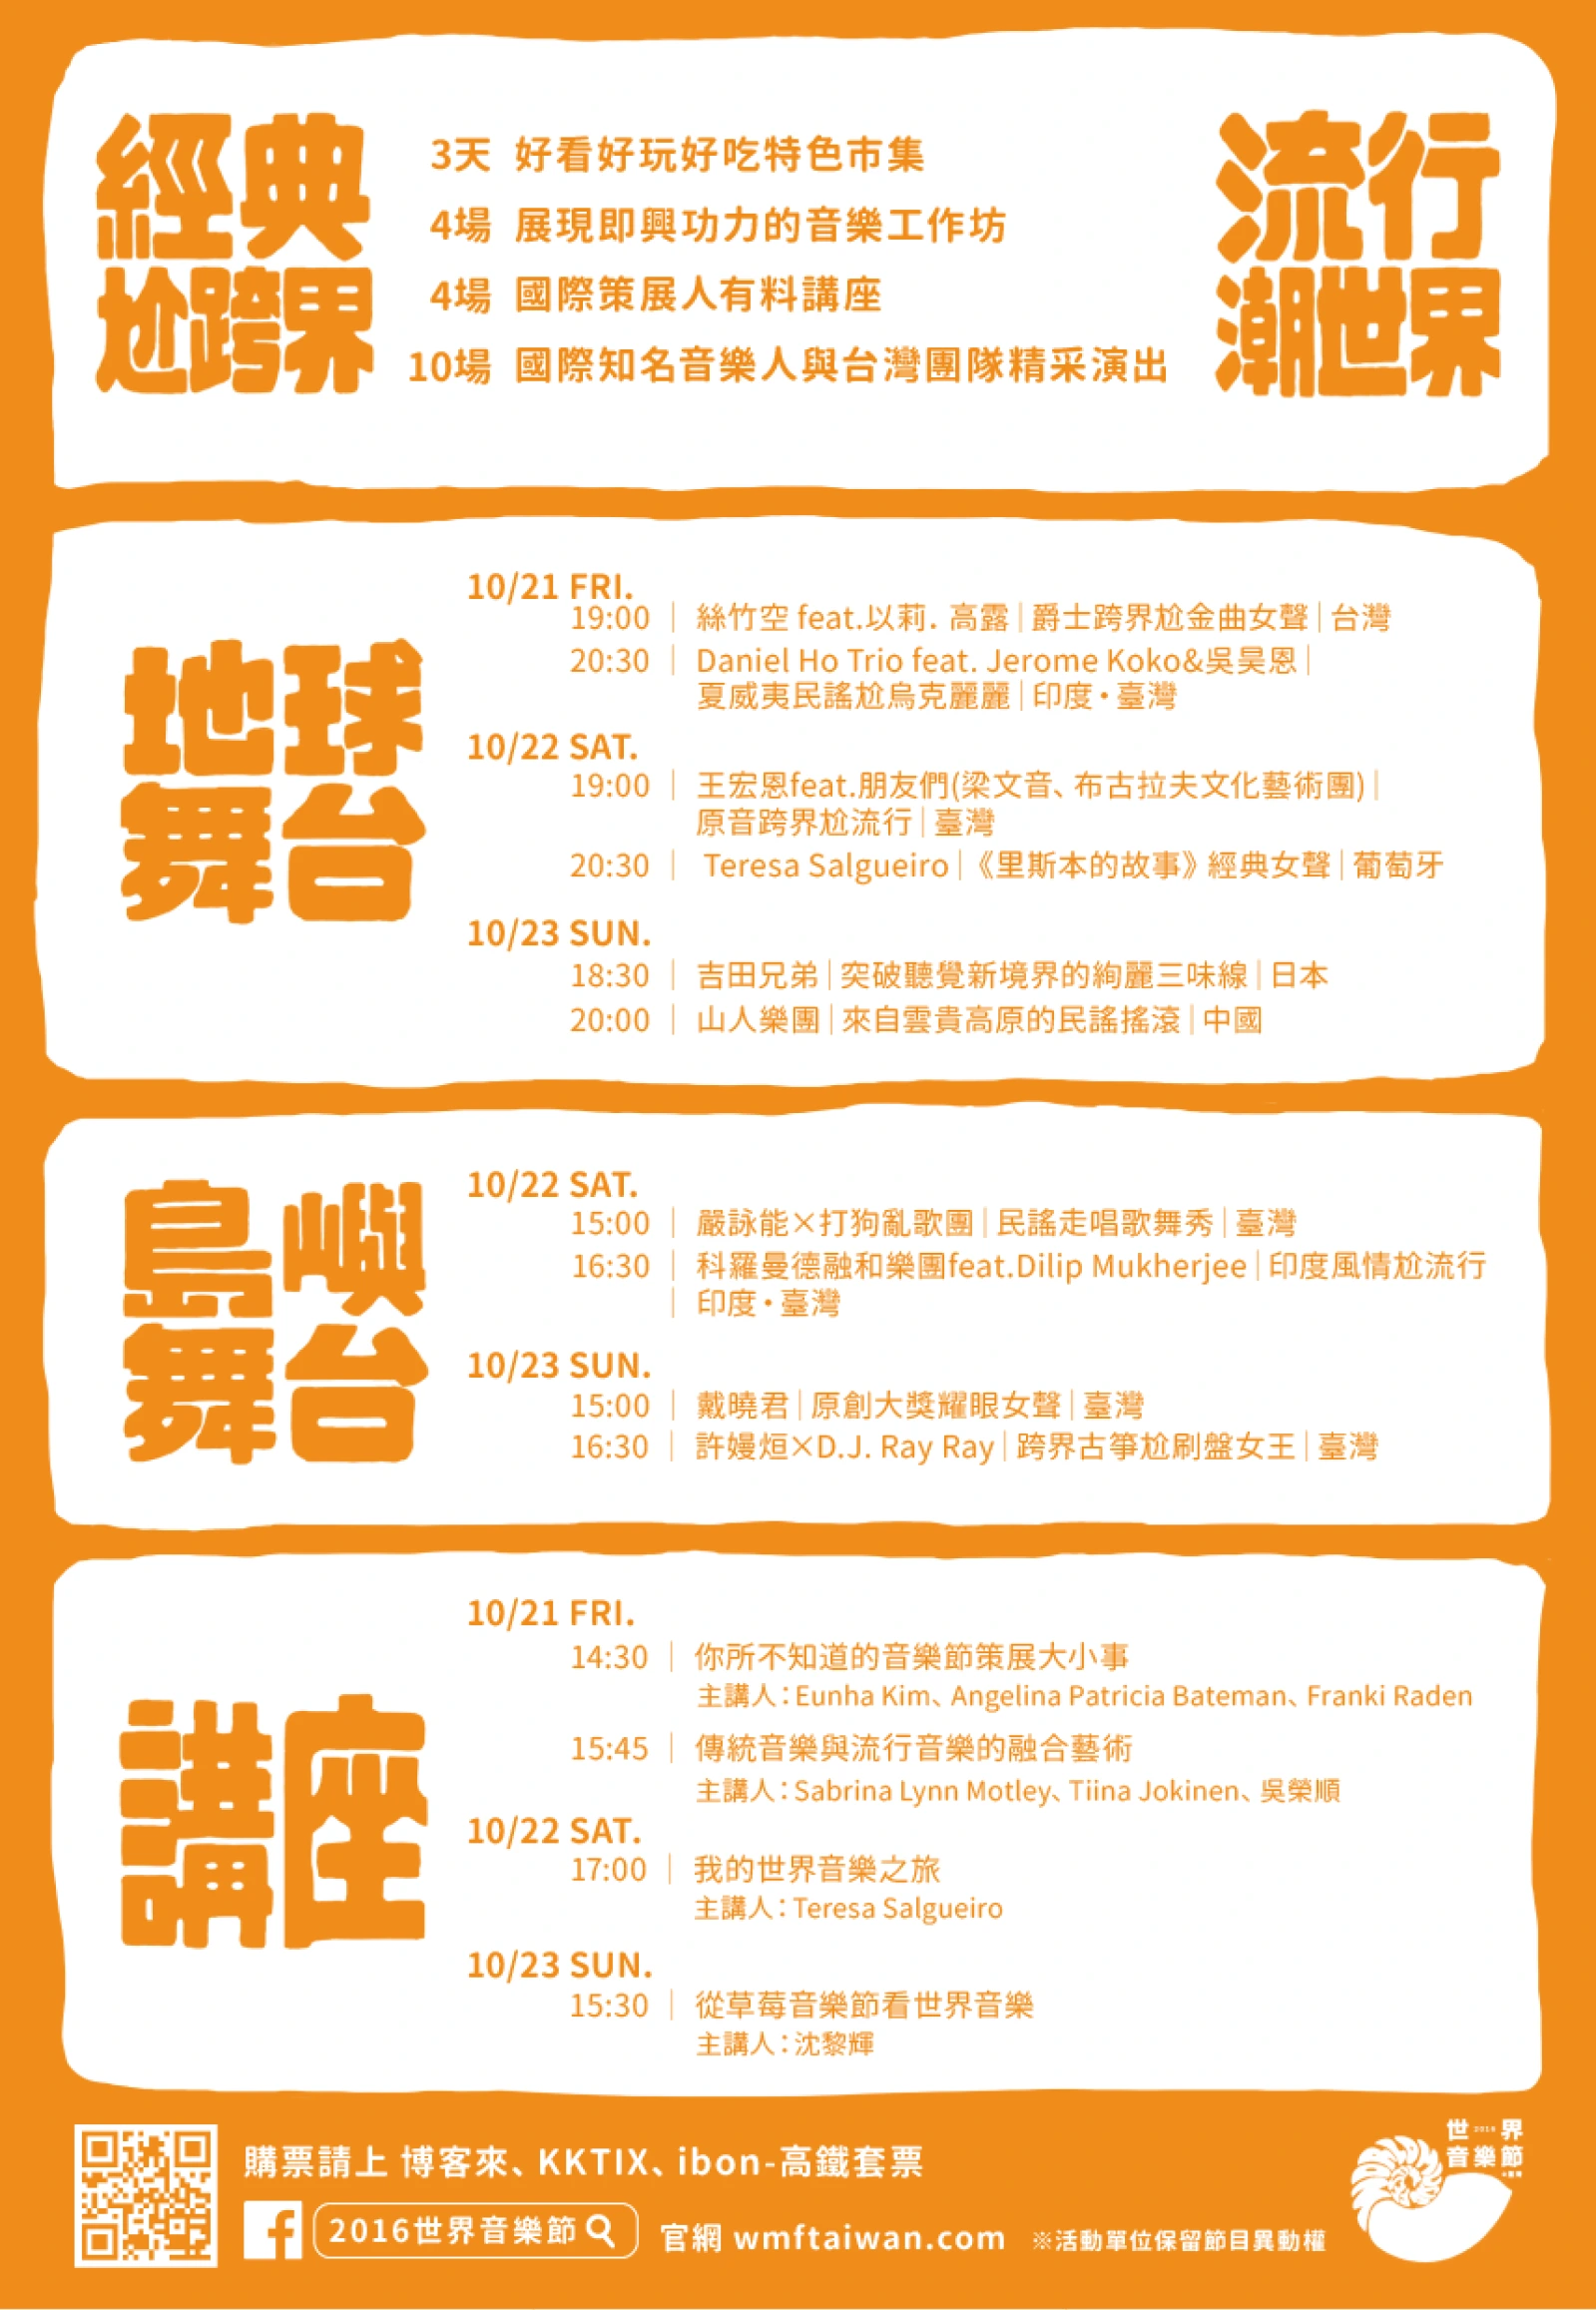 經典
尬跨界
3天 好看好玩好吃特色市集
4場 展現即興功力的音樂工作坊
4場 國際策展人有料講座
10場 國際知名音樂人與台灣團隊精采演出
流行
潮世界
地球
舞台
10/21 FRI.
19:00 | 絲竹空 feat.以莉．高露|爵士跨界尬金曲女聲|台灣
20:30 | Daniel Ho Trio feat. Jerome Koko&吳昊恩|
夏威夷民謠尬烏克麗麗|印度・臺灣
10/22 SAT.
19:00 | 王宏恩feat.朋友們(梁文音、布古拉夫文化藝術團)|
原音跨界尬流行|臺灣
20:30 | Teresa Salgueiro|《里斯本的故事》經典女聲|葡萄牙
10/23 SUN.
18:30 | 吉田兄弟|突破聽覺新境界的絢麗三味線|日本
20:00 | 山人樂團|來自雲貴高原的民謠搖滾|中國
島嶼
舞台
10/22 SAT.
15:00 | 嚴詠能×打狗亂歌團|民謠走唱歌舞秀|臺灣
16:30 | 科羅曼德融和樂團feat.Dilip Mukherjee|印度風情尬流行
| 印度・臺灣
10/23 SUN.
15:00 | 戴曉君|原創大獎耀眼女聲|臺灣
16:30 | 許嫚烜×D.J. Ray Ray|跨界古箏尬刷盤女王|臺灣
講座
10/21 FRI.
14:30 | 你所不知道的音樂節策展大小事
主講人：Eunha Kim、Angelina Patricia Bateman、Franki Raden
15:45 | 傳統音樂與流行音樂的融合藝術
主講人：Sabrina Lynn Motley、Tiina Jokinen、吳榮順
10/22 SAT.
17:00 | 我的世界音樂之旅
主講人：Teresa Salgueiro
10/23 SUN.
15:30 | 從草莓音樂節看世界音樂
主講人：沈黎輝
購票請上 博客來、KKTIX、ibon-高鐵套票
f 2016世界音樂節
官網 wmftaiwan.com ※活動單位保留節目異動權
世2016界
音樂節